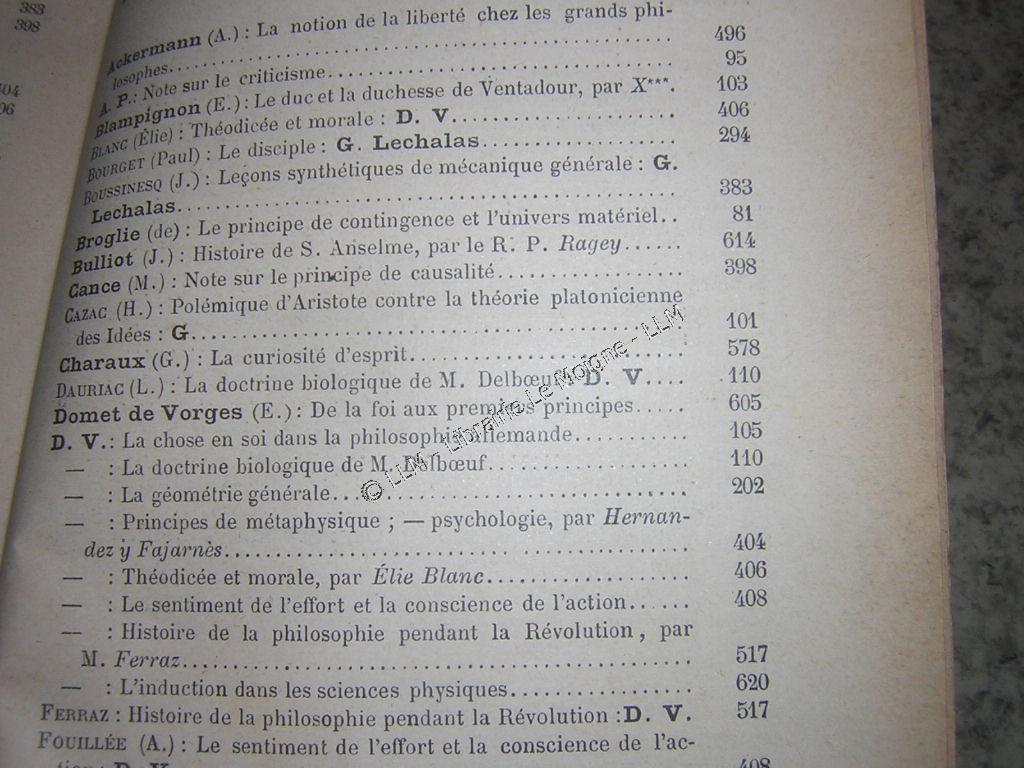 383
398
Ackermann (A.) : La notion de la liberté chez les grands phi-
losophes.......... 496
A. P. : Note sur le criticisme.......... 95
Blampignon (E.) : Le duc et la duchesse de Ventadour, par X***. 103
BLANC (Élie) : Théodicée et morale : D. V.......... 406
BOURGET (Paul) : Le disciple : G. Lechalas.......... 294
BOUSSINESQ (J.) : Leçons synthétiques de mécanique générale : G.
Lechalas.......... 383
Broglie (de) : Le principe de contingence et l'univers matériel.. 81
Bulliot (J.) : Histoire de S. Anselme, par le R. P. Ragey...... 614
Cance (M.) : Note sur le principe de causalité.......... 398
CAZAC (H.) : Polémique d'Aristote contre la théorie platonicienne
des Idées : G.......... 101
Charaux (G.) : La curiosité d'esprit.......... 578
DAURIAC (L.) : La doctrine biologique de M. Delbœuf : D. V.... 110
Domet de Vorges (E.) : De la foi aux premiers principes..... 605
D. V. : La chose en soi dans la philosophie allemande.......... 105
— : La doctrine biologique de M. Delbœuf.......... 110
— : La géométrie générale.......... 202
— : Principes de métaphysique ; — psychologie, par Hernan-
dez y Fajarnès.......... 404
— : Théodicée et morale, par Élie Blanc.......... 406
— : Le sentiment de l'effort et la conscience de l'action...... 408
— : Histoire de la philosophie pendant la Révolution, par
M. Ferraz.......... 517
— : L'induction dans les sciences physiques.......... 620
FERRAZ : Histoire de la philosophie pendant la Révolution : D. V. 517
FOUILLÉE (A.) : Le sentiment de l'effort et la conscience de l'ac-
408
© LLM - Librairie Le Moigne - LLM